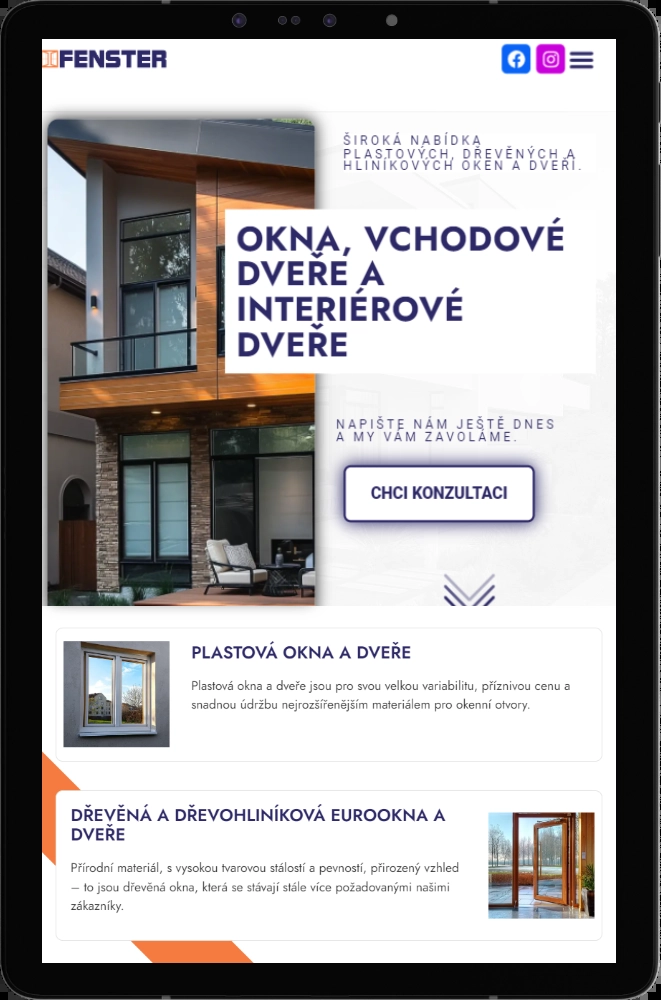 FENSTER
ŠIROKÁ NABÍDKA
PLASTOVÝCH, DŘEVĚNÝCH A
HLINÍKOVÝCH OKEN A DVEŘÍ.
OKNA, VCHODOVÉ
DVEŘE A
INTERIÉROVÉ
DVEŘE
NAPIŠTE NÁM JEŠTĚ DNES
A MY VÁM ZAVOLÁME.
CHCI KONZULTACI
PLASTOVÁ OKNA A DVEŘE
Plastová okna a dveře jsou pro svou velkou variabilitu, příznivou cenu a
snadnou údržbu nejrozšířenějším materiálem pro okenní otvory.
DŘEVĚNÁ A DŘEVOHLINÍKOVÁ EUROOKNA A
DVEŘE
Přírodní materiál, s vysokou tvarovou stálostí a pevností, přirozený vzhled
– to jsou dřevěná okna, která se stávají stále více požadovanými našimi
zákazníky.